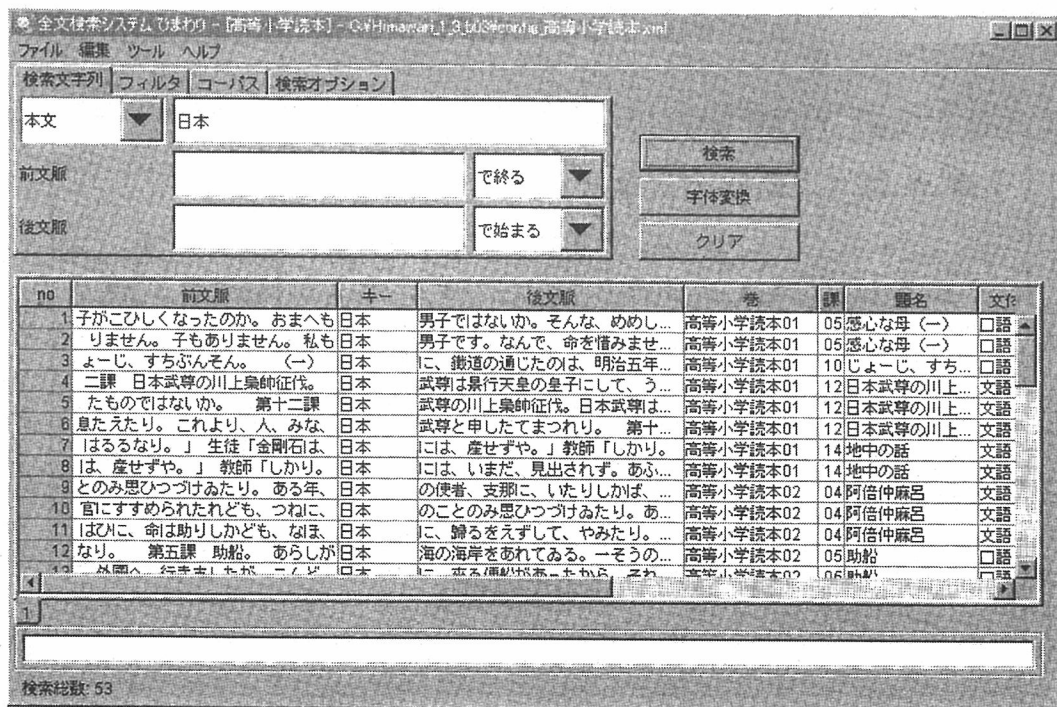 全文検索システム『ひまわり』 - [高等小学読本] - C:¥Himawari_1_3_b03¥config_高等小学読本.xml
ファイル 編集 ツール ヘルプ
検索文字列 フィルタ コーパス 検索オプション
本文 日本
検索
前文脈 で終る
字体変換
後文脈 で始まる
クリア
no 前文脈 キー 後文脈 巻 課 題名 文体
1 子がこひしくなったのか。 おまへも 日本 男子ではないか。そんな、めめし... 高等小学読本01 05 感心な母 (一) 口語
2 りません。子もありません。 私も 日本 男子です。なんで、命を惜みませ... 高等小学読本01 05 感心な母 (一) 口語
3 ょーじ、すちぶんそん。 (一) 日本 に、鐵道の通じたのは、明治五年... 高等小学読本01 10 じょーじ、すち... 口語
4 二課 日本武尊の川上梟帥征伐。 日本 武尊は景行天皇の皇子にして、う... 高等小学読本01 12 日本武尊の川上... 文語
5 たものではないか。 第十二課 日本 武尊の川上梟帥征伐。日本武尊は... 高等小学読本01 12 日本武尊の川上... 文語
6 息たえたり。これより、人、みな、 日本 武尊と申したてまつれり。 第十... 高等小学読本01 12 日本武尊の川上... 文語
7 はるるなり。」 生徒「金剛石は、 日本 には、産せずや。」教師「しかり。 高等小学読本01 14 地中の話 文語
8 は、産せずや。」 教師「しかり。 日本 には、いまだ、見出されず。あふ... 高等小学読本01 14 地中の話 文語
9 とのみ思ひつづけゐたり。 ある年、 日本 の使者、支那に、いたりしかば、... 高等小学読本02 04 阿倍仲麻呂 文語
10 官にすすめられたれども、つねに、 日本 のことのみ思ひつづけゐたり。あ... 高等小学読本02 04 阿倍仲麻呂 文語
11 はひに、命は助りしかども、なほ、 日本 に、歸るをえずして、やみたり。... 高等小学読本02 04 阿倍仲麻呂 文語
12 なり。 第五課 助船。 あらしが 日本 海の海岸をあれてゐる。一そうの... 高等小学読本02 05 助船 口語
日本 高等小学読本02
1
検索総数: 53